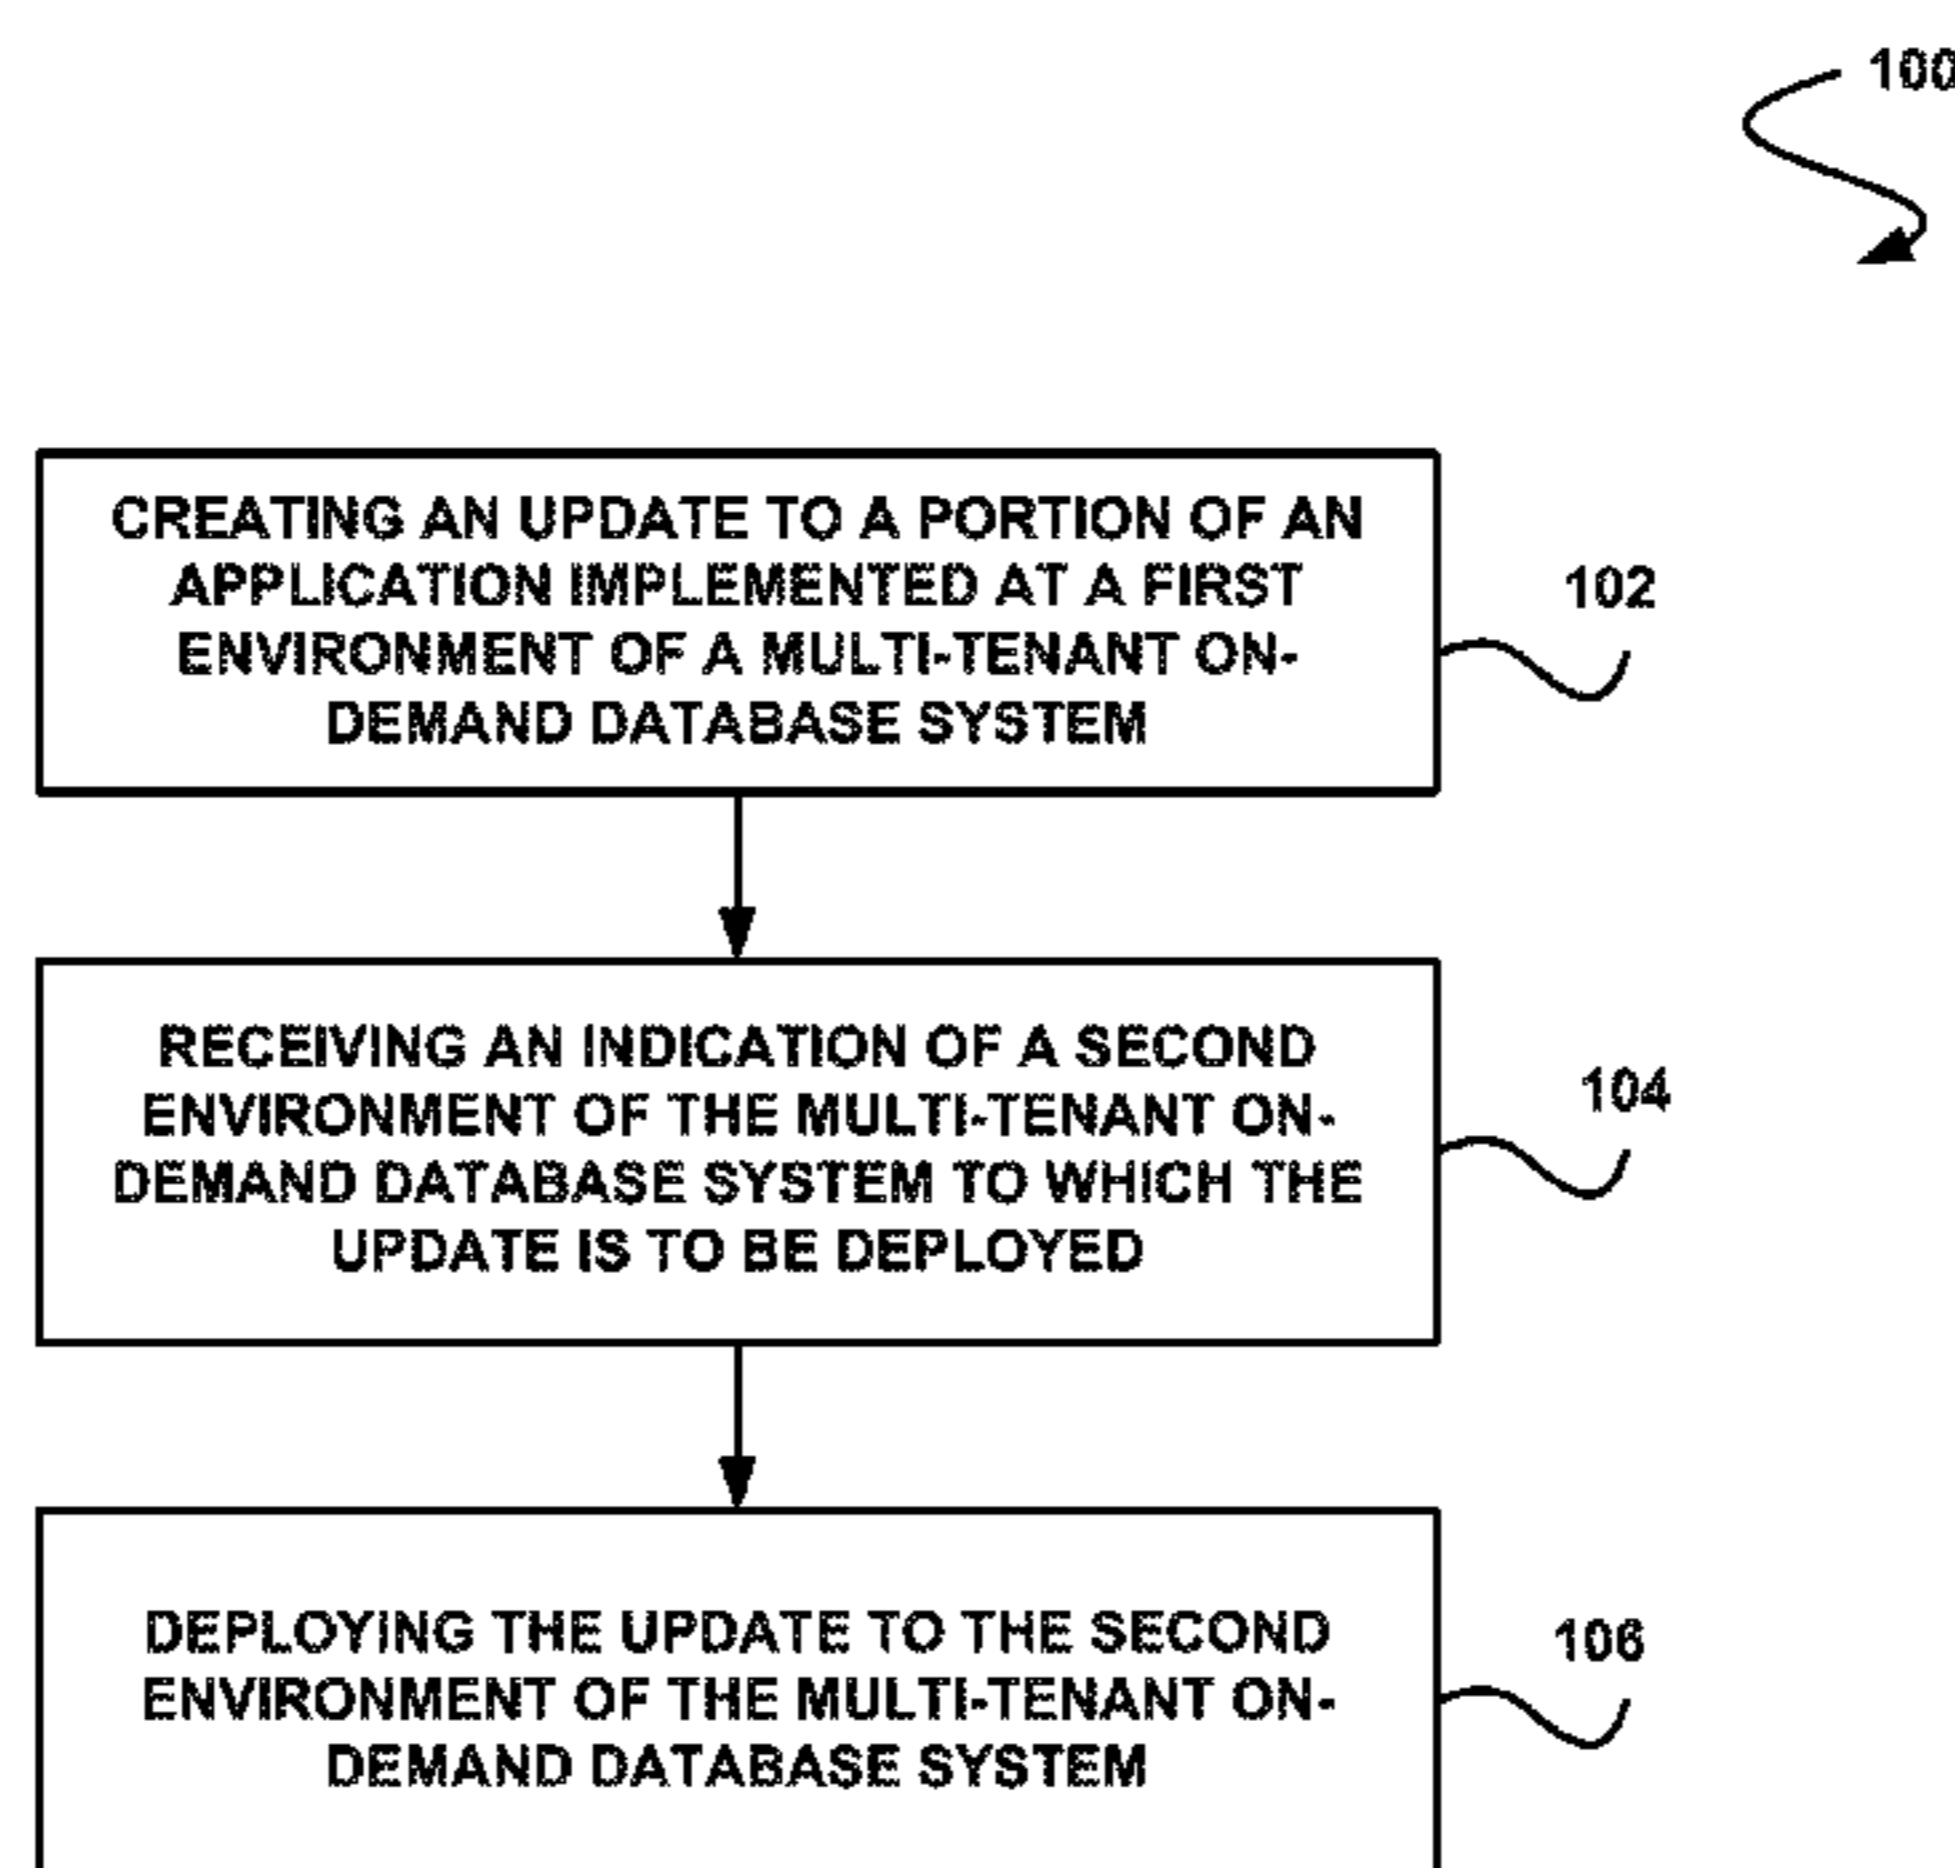 100
CREATING AN UPDATE TO A PORTION OF AN
APPLICATION IMPLEMENTED AT A FIRST
ENVIRONMENT OF A MULTI-TENANT ON-
DEMAND DATABASE SYSTEM
102
RECEIVING AN INDICATION OF A SECOND
ENVIRONMENT OF THE MULTI-TENANT ON-
DEMAND DATABASE SYSTEM TO WHICH THE
UPDATE IS TO BE DEPLOYED
104
DEPLOYING THE UPDATE TO THE SECOND
ENVIRONMENT OF THE MULTI-TENANT ON-
DEMAND DATABASE SYSTEM
106